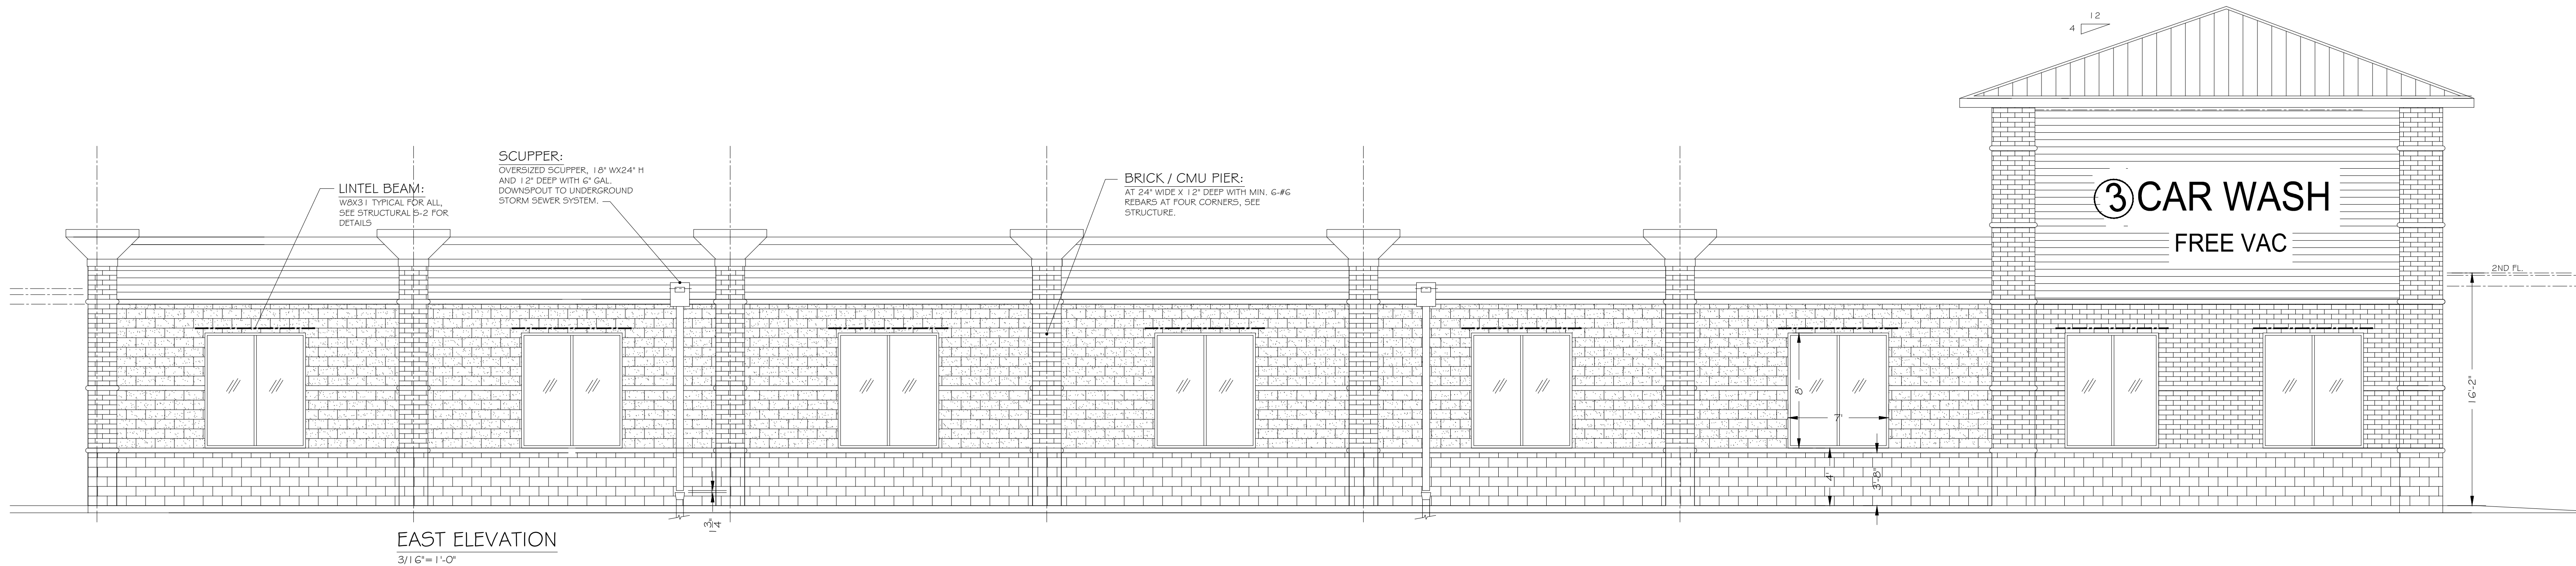 12
4
SCUPPER:
OVERSIZED SCUPPER, 18" WX24" H
AND 12" DEEP WITH 6" GAL.
DOWNSPOUT TO UNDERGROUND
STORM SEWER SYSTEM.
LINTEL BEAM:
W8X31 TYPICAL FOR ALL,
SEE STRUCTURAL S-2 FOR
DETAILS
BRICK / CMU PIER:
AT 24" WIDE X 12" DEEP WITH MIN. 6-#6
REBARS AT FOUR CORNERS, SEE
STRUCTURE.
3 CAR WASH
FREE VAC
2ND FL.
16'-2"
8'
7'
4'
3'-8"
1 3/4"
EAST ELEVATION
3/16"=1'-0"